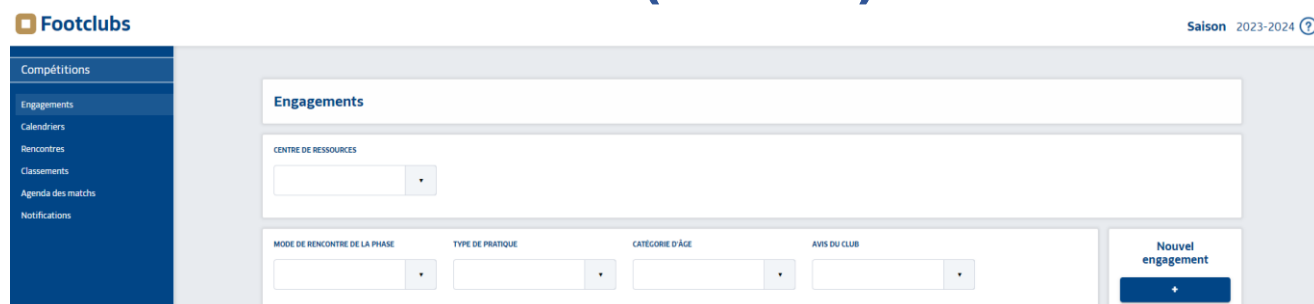 Footclubs
Saison 2023-2024 ?
Compétitions
Engagements
Calendriers
Rencontres
Classements
Agenda des matchs
Notifications
Engagements
CENTRE DE RESSOURCES
MODE DE RENCONTRE DE LA PHASE
TYPE DE PRATIQUE
CATÉGORIE D'ÂGE
AVIS DU CLUB
Nouvel
engagement
+